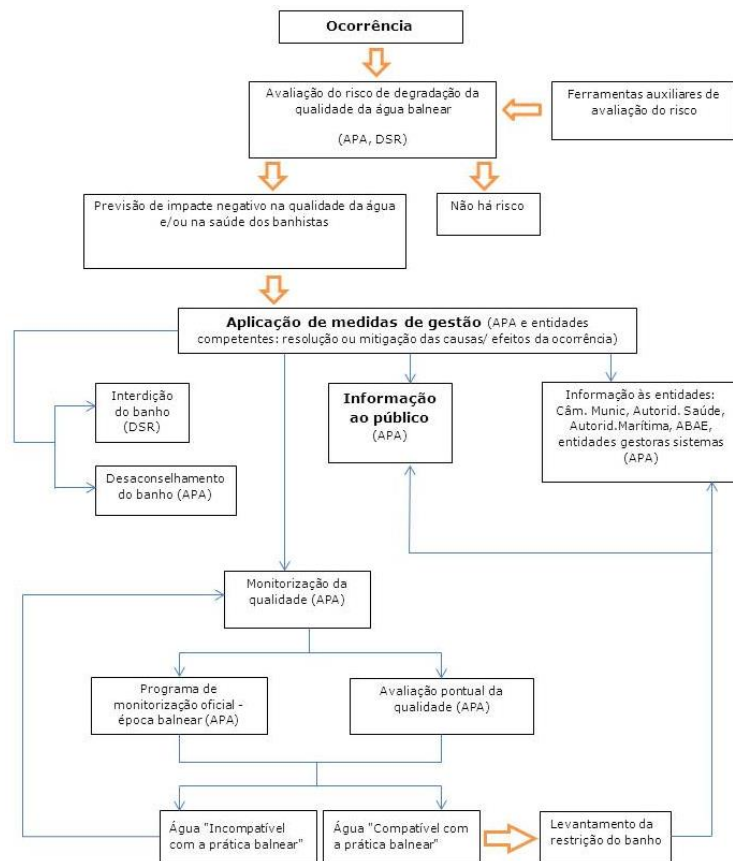 Ocorrência
Avaliação do risco de degradação da
qualidade da água balnear
(APA, DSR)
Ferramentas auxiliares de
avaliação do risco
Previsão de impacte negativo na qualidade da água
e/ou na saúde dos banhistas
Não há risco
Aplicação de medidas de gestão (APA e entidades
competentes: resolução ou mitigação das causas/ efeitos da ocorrência)
Interdição
do banho
(DSR)
Desaconselhamento
do banho (APA)
Informação
ao público
(APA)
Informação às entidades:
Câm. Munic, Autorid. Saúde,
Autorid.Marítima, ABAE,
entidades gestoras sistemas
(APA)
Monitorização da
qualidade (APA)
Programa de
monitorização oficial -
época balnear (APA)
Avaliação pontual da
qualidade (APA)
Água "Incompatível
com a prática balnear"
Água "Compatível com
a prática balnear"
Levantamento da
restrição do banho